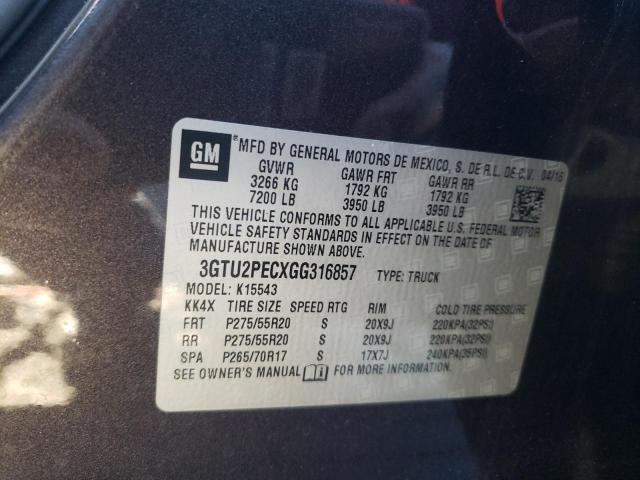 GM
MFD BY GENERAL MOTORS DE MEXICO, S. DE R.L. DE C.V. 04/16
GVWR GAWR FRT GAWR RR
3266 KG 1792 KG 1792 KG
7200 LB 3950 LB 3950 LB
THIS VEHICLE CONFORMS TO ALL APPLICABLE U.S. FEDERAL MOTOR
VEHICLE SAFETY STANDARDS IN EFFECT ON THE DATE OF
MANUFACTURE SHOWN ABOVE.
3GTU2PECXGG316857 TYPE: TRUCK
MODEL: K15543
KK4X TIRE SIZE SPEED RTG RIM COLD TIRE PRESSURE
FRT P275/55R20 S 20X9J 220KPA(32PSI)
RR P275/55R20 S 20X9J 220KPA(32PSI)
SPA P265/70R17 S 17X7J 240KPA(35PSI)
SEE OWNER'S MANUAL FOR MORE INFORMATION.